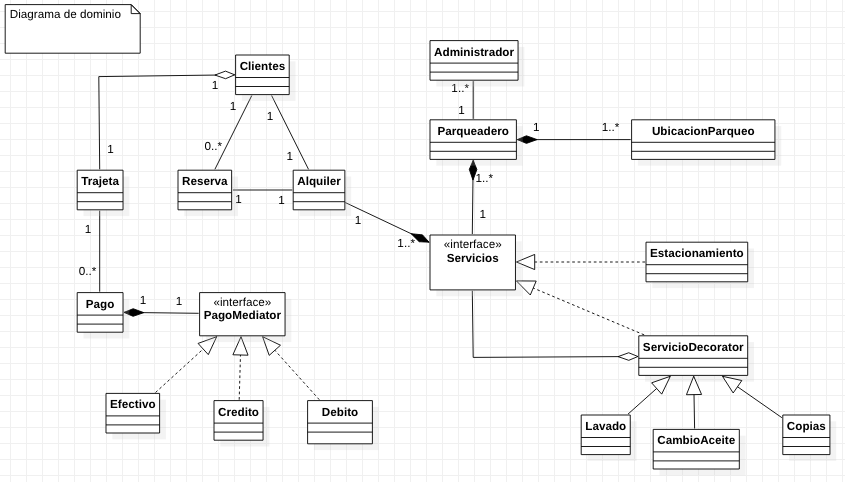 Diagrama de dominio
Clientes
Administrador
1
1
1
1..*
1
Parqueadero
1
1..*
UbicacionParqueo
0..*
1
1
1..*
Trajeta
Reserva
Alquiler
1
1
1
1
1
1..*
«interface»
Servicios
Estacionamiento
0..*
Pago
1
1
«interface»
PagoMediator
ServicioDecorator
Efectivo
Credito
Debito
Lavado
CambioAceite
Copias